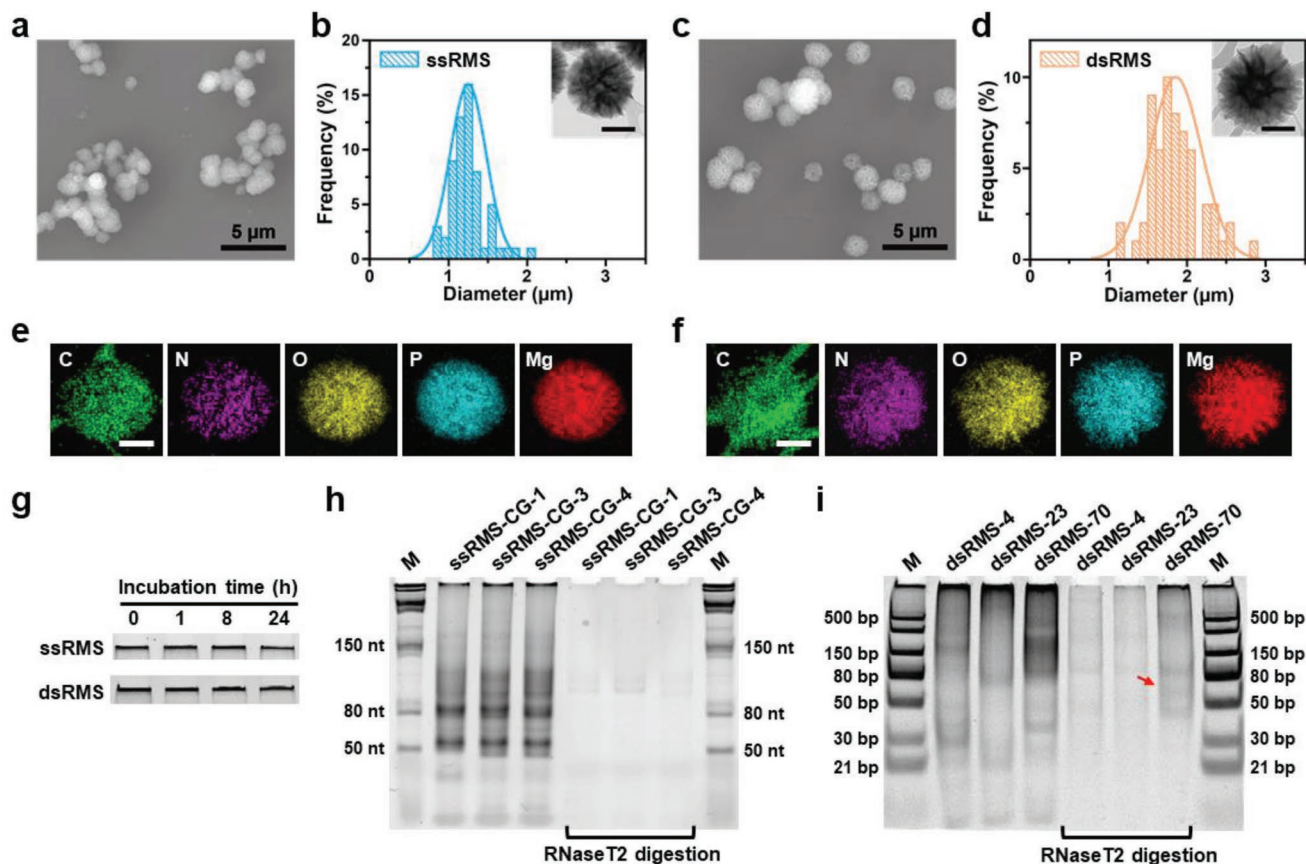 a
b
c
d
5 µm
Frequency (%)
20
15
10
5
0
ssRMS
0
1
2
3
Diameter (µm)
5 µm
Frequency (%)
10
5
0
dsRMS
0
1
2
3
Diameter (µm)
e
C
N
O
P
Mg
f
C
N
O
P
Mg
g
Incubation time (h)
0 1 8 24
ssRMS
dsRMS
h
M
ssRMS-CG-1
ssRMS-CG-3
ssRMS-CG-4
ssRMS-CG-1
ssRMS-CG-3
ssRMS-CG-4
M
150 nt
80 nt
50 nt
150 nt
80 nt
50 nt
RNaseT2 digestion
i
M
dsRMS-4
dsRMS-23
dsRMS-70
dsRMS-4
dsRMS-23
dsRMS-70
M
500 bp
150 bp
80 bp
50 bp
30 bp
21 bp
500 bp
150 bp
80 bp
50 bp
30 bp
21 bp
RNaseT2 digestion